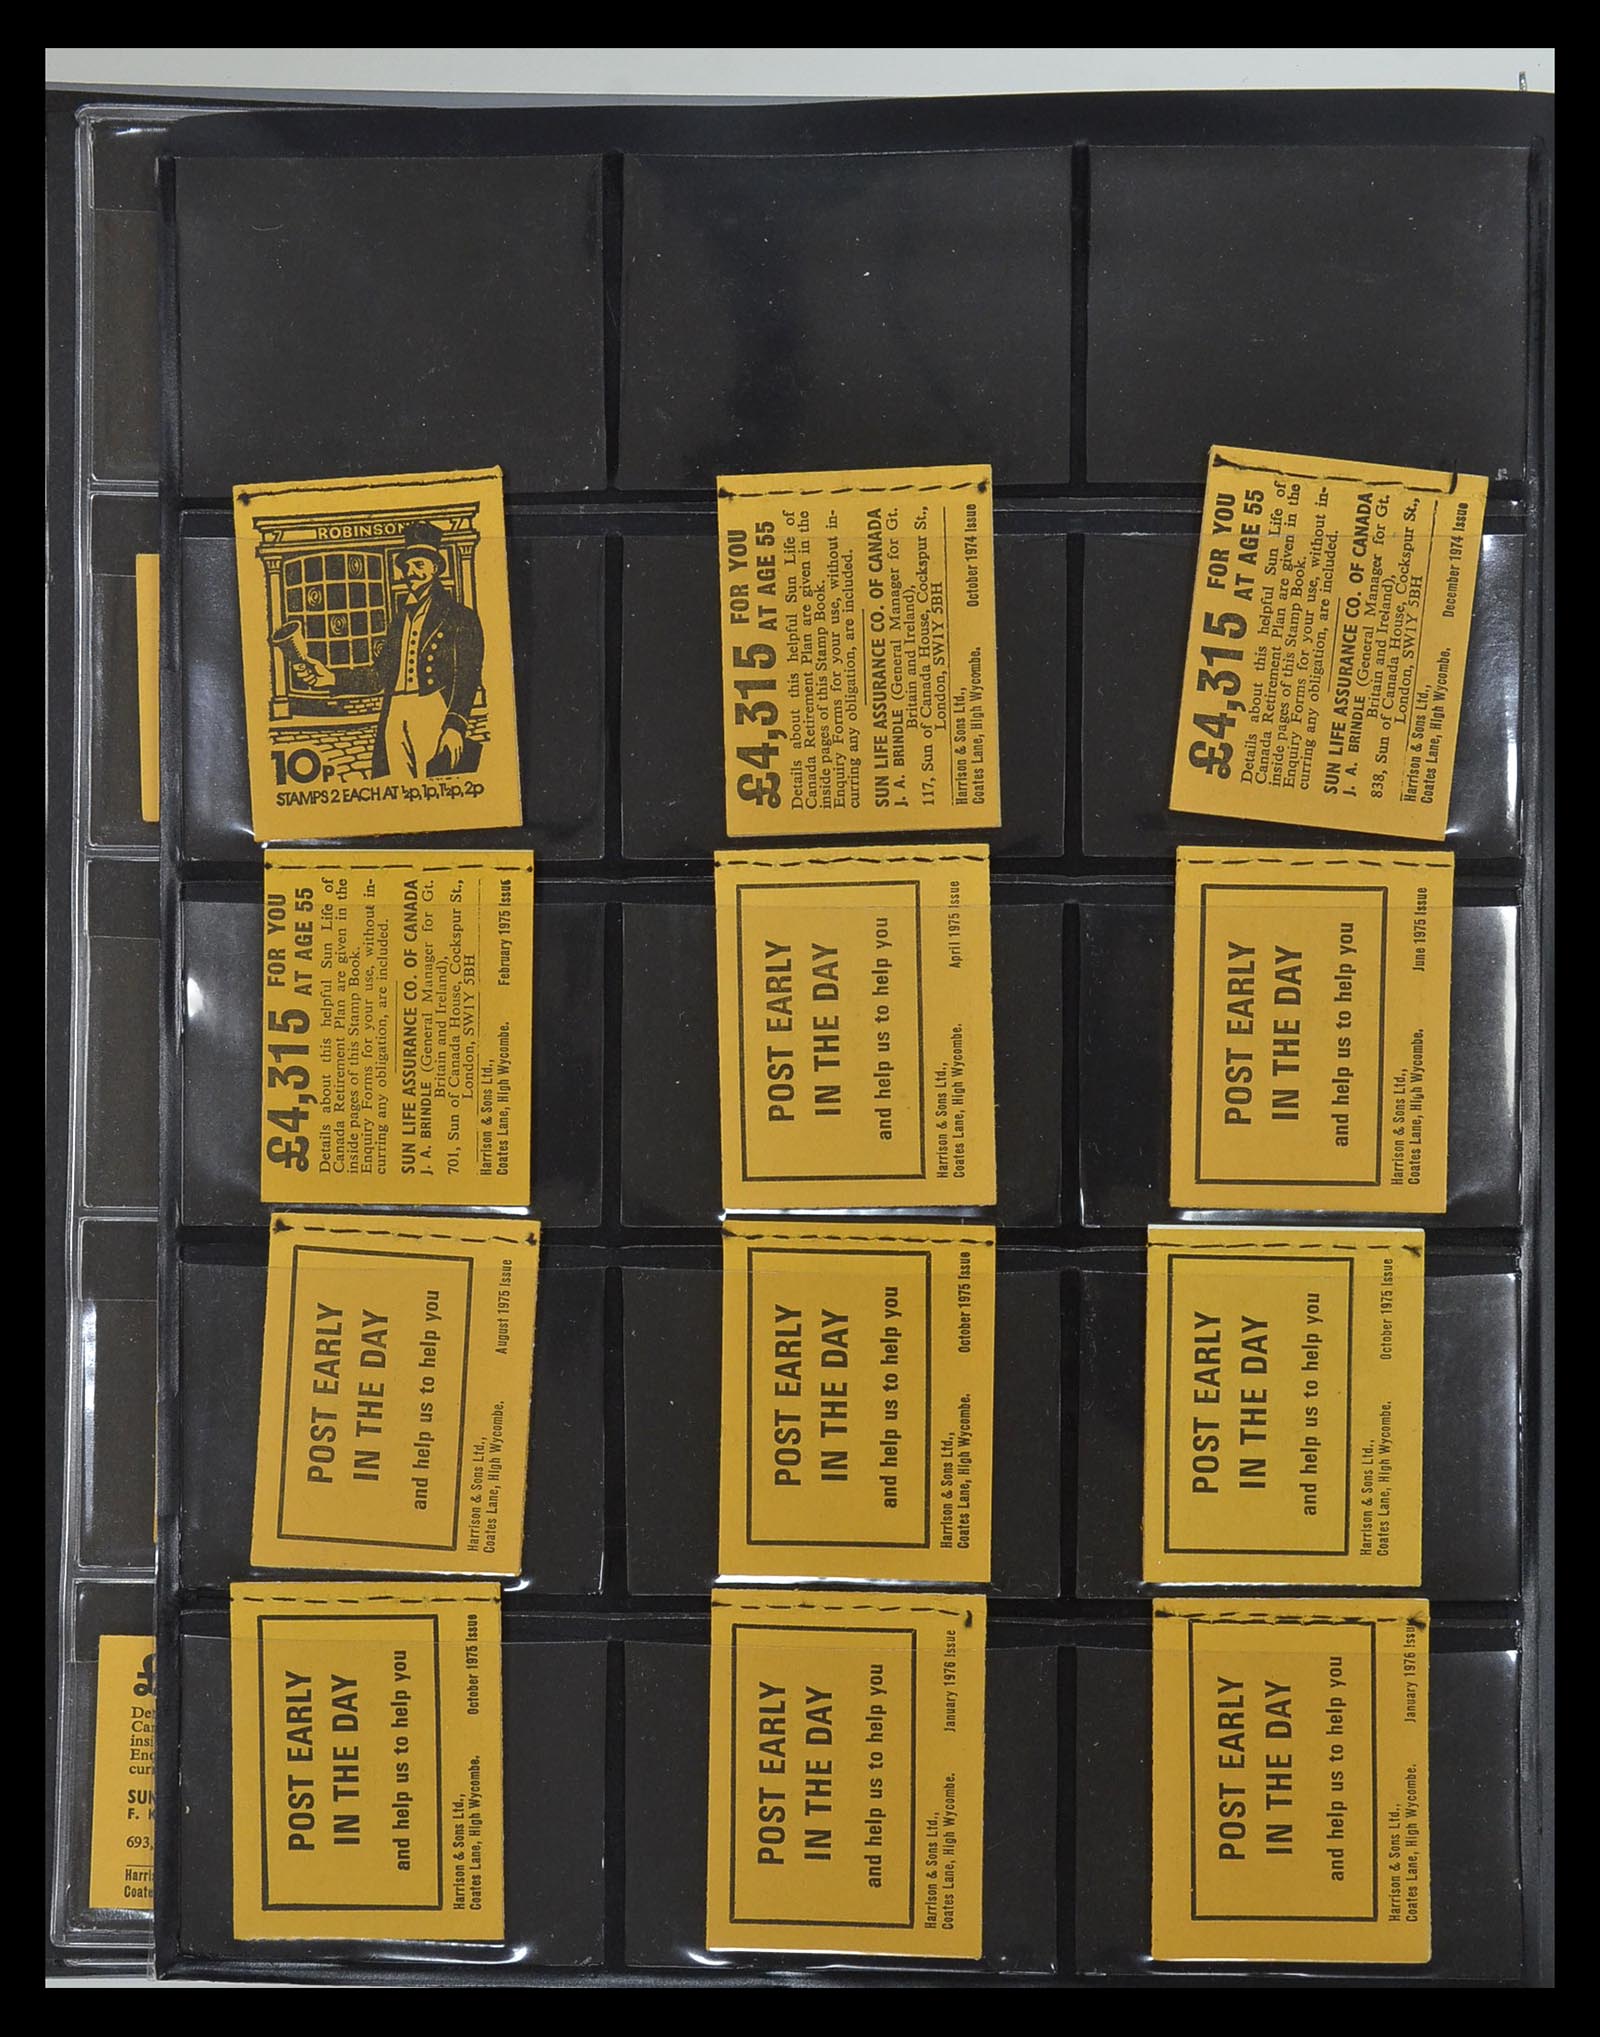 7 ROBINSON 7
10p
STAMPS 2 EACH AT ½p, 1p, 1½p, 2p
£4,315 FOR YOU AT AGE 55
Details about this helpful Sun Life of
Canada Retirement Plan are given in the
inside pages of this Stamp Book.
Enquiry Forms for your use, without in-
curring any obligation, are included.
SUN LIFE ASSURANCE CO. OF CANADA
J. A. BRINDLE (General Manager for Gt.
Britain and Ireland),
117, Sun of Canada House, Cockspur St.,
London, SW1Y 5BH
Harrison & Sons Ltd.,
Coates Lane, High Wycombe. October 1974 Issue
£4,315 FOR YOU AT AGE 55
Details about this helpful Sun Life of
Canada Retirement Plan are given in the
inside pages of this Stamp Book.
Enquiry Forms for your use, without in-
curring any obligation, are included.
SUN LIFE ASSURANCE CO. OF CANADA
J. A. BRINDLE (General Manager for Gt.
Britain and Ireland),
838, Sun of Canada House, Cockspur St.,
London, SW1Y 5BH
Harrison & Sons Ltd.,
Coates Lane, High Wycombe. December 1974 Issue
£4,315 FOR YOU AT AGE 55
Details about this helpful Sun Life of
Canada Retirement Plan are given in the
inside pages of this Stamp Book.
Enquiry Forms for your use, without in-
curring any obligation, are included.
SUN LIFE ASSURANCE CO. OF CANADA
J. A. BRINDLE (General Manager for Gt.
Britain and Ireland),
701, Sun of Canada House, Cockspur St.,
London, SW1Y 5BH
Harrison & Sons Ltd.,
Coates Lane, High Wycombe. February 1975 Issue
POST EARLY
IN THE DAY
and help us to help you
Harrison & Sons Ltd.,
Coates Lane, High Wycombe. April 1975 Issue
POST EARLY
IN THE DAY
and help us to help you
Harrison & Sons Ltd.,
Coates Lane, High Wycombe. June 1975 Issue
POST EARLY
IN THE DAY
and help us to help you
Harrison & Sons Ltd.,
Coates Lane, High Wycombe. August 1975 Issue
POST EARLY
IN THE DAY
and help us to help you
Harrison & Sons Ltd.,
Coates Lane, High Wycombe. October 1975 Issue
POST EARLY
IN THE DAY
and help us to help you
Harrison & Sons Ltd.,
Coates Lane, High Wycombe. October 1975 Issue
POST EARLY
IN THE DAY
and help us to help you
Harrison & Sons Ltd.,
Coates Lane, High Wycombe. October 1975 Issue
POST EARLY
IN THE DAY
and help us to help you
Harrison & Sons Ltd.,
Coates Lane, High Wycombe. January 1976 Issue
POST EARLY
IN THE DAY
and help us to help you
Harrison & Sons Ltd.,
Coates Lane, High Wycombe. January 1976 Issue
SUN
693,